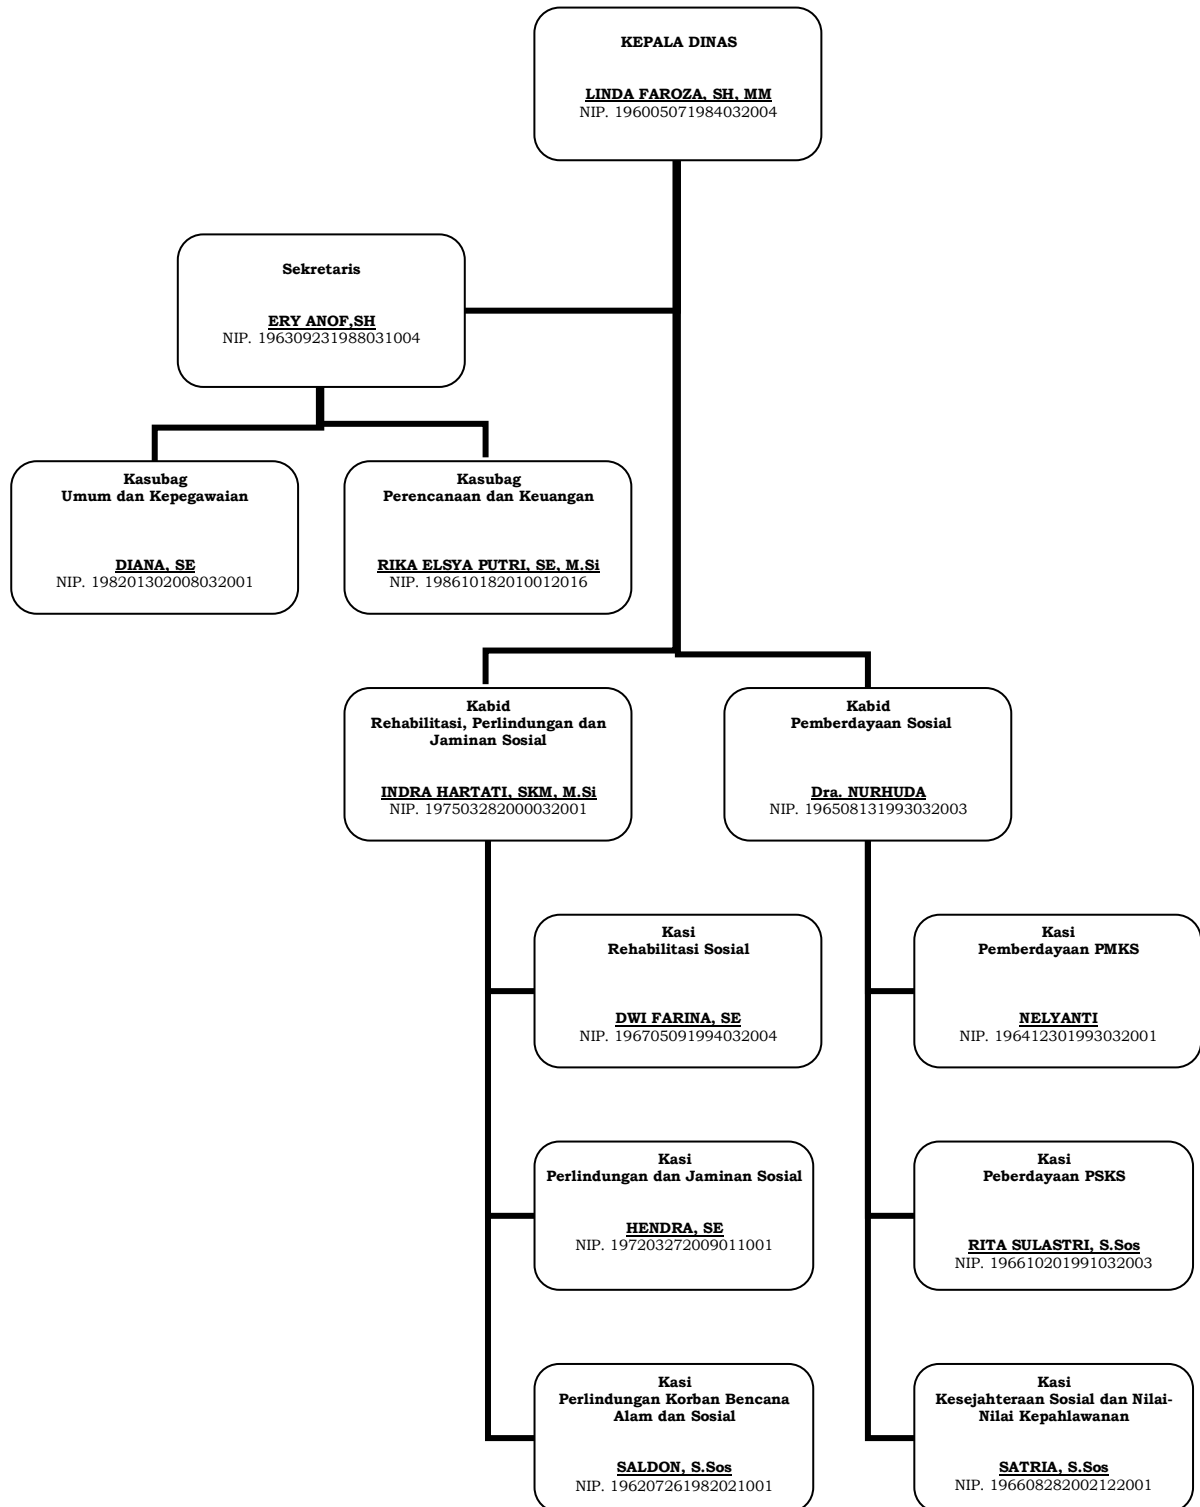 KEPALA DINAS
LINDA FAROZA, SH, MM
NIP. 196005071984032004
Sekretaris
ERY ANOF,SH
NIP. 196309231988031004
Kasubag
Umum dan Kepegawaian
DIANA, SE
NIP. 198201302008032001
Kasubag
Perencanaan dan Keuangan
RIKA ELSYA PUTRI, SE, M.Si
NIP. 198610182010012016
Kabid
Rehabilitasi, Perlindungan dan
Jaminan Sosial
INDRA HARTATI, SKM, M.Si
NIP. 197503282000032001
Kabid
Pemberdayaan Sosial
Dra. NURHUDA
NIP. 196508131993032003
Kasi
Rehabilitasi Sosial
DWI FARINA, SE
NIP. 196705091994032004
Kasi
Pemberdayaan PMKS
NELYANTI
NIP. 196412301993032001
Kasi
Perlindungan dan Jaminan Sosial
HENDRA, SE
NIP. 197203272009011001
Kasi
Peberdayaan PSKS
RITA SULASTRI, S.Sos
NIP. 196610201991032003
Kasi
Perlindungan Korban Bencana
Alam dan Sosial
SALDON, S.Sos
NIP. 196207261982021001
Kasi
Kesejahteraan Sosial dan Nilai-
Nilai Kepahlawanan
SATRIA, S.Sos
NIP. 196608282002122001